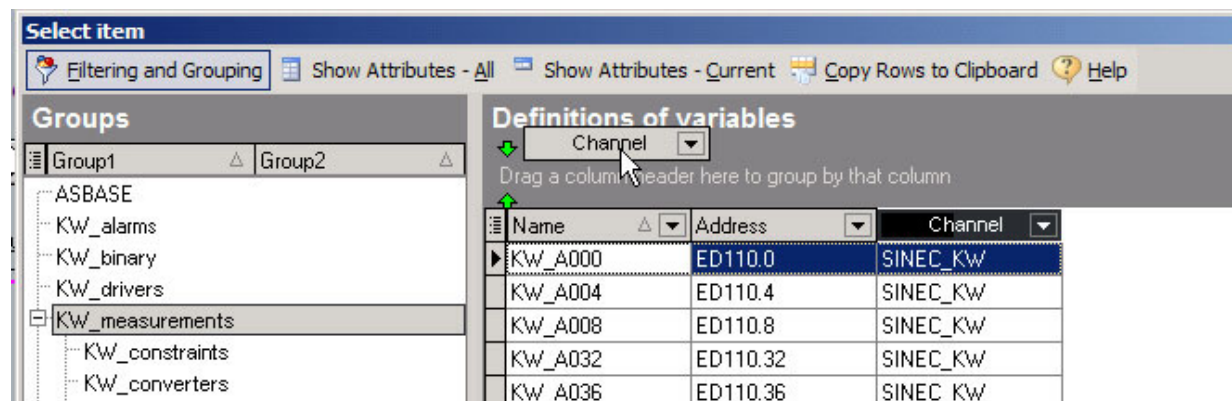 Select item
Filtering and Grouping Show Attributes - All Show Attributes - Current Copy Rows to Clipboard Help
Groups
Group1 Group2
ASBASE
KW_alarms
KW_binary
KW_drivers
KW_measurements
KW_constraints
KW_converters
Definitions of variables
Channel
Drag a column header here to group by that column
Name Address Channel
KW_A000 ED110.0 SINEC_KW
KW_A004 ED110.4 SINEC_KW
KW_A008 ED110.8 SINEC_KW
KW_A032 ED110.32 SINEC_KW
KW_A036 ED110.36 SINEC_KW